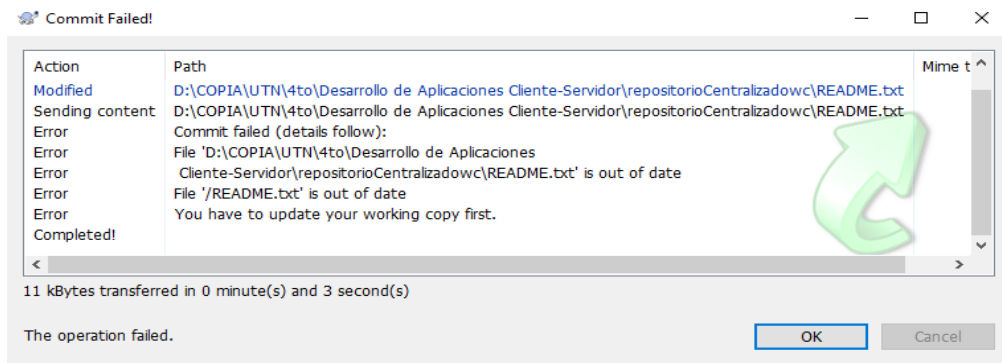 Commit Failed!
Action Path Mime t
Modified D:\COPIA\UTN\4to\Desarrollo de Aplicaciones Cliente-Servidor\repositorioCentralizadowc\README.txt
Sending content D:\COPIA\UTN\4to\Desarrollo de Aplicaciones Cliente-Servidor\repositorioCentralizadowc\README.txt
Error Commit failed (details follow):
Error File 'D:\COPIA\UTN\4to\Desarrollo de Aplicaciones
Error Cliente-Servidor\repositorioCentralizadowc\README.txt' is out of date
Error File '/README.txt' is out of date
Error You have to update your working copy first.
Completed!
11 kBytes transferred in 0 minute(s) and 3 second(s)
The operation failed.
OK Cancel